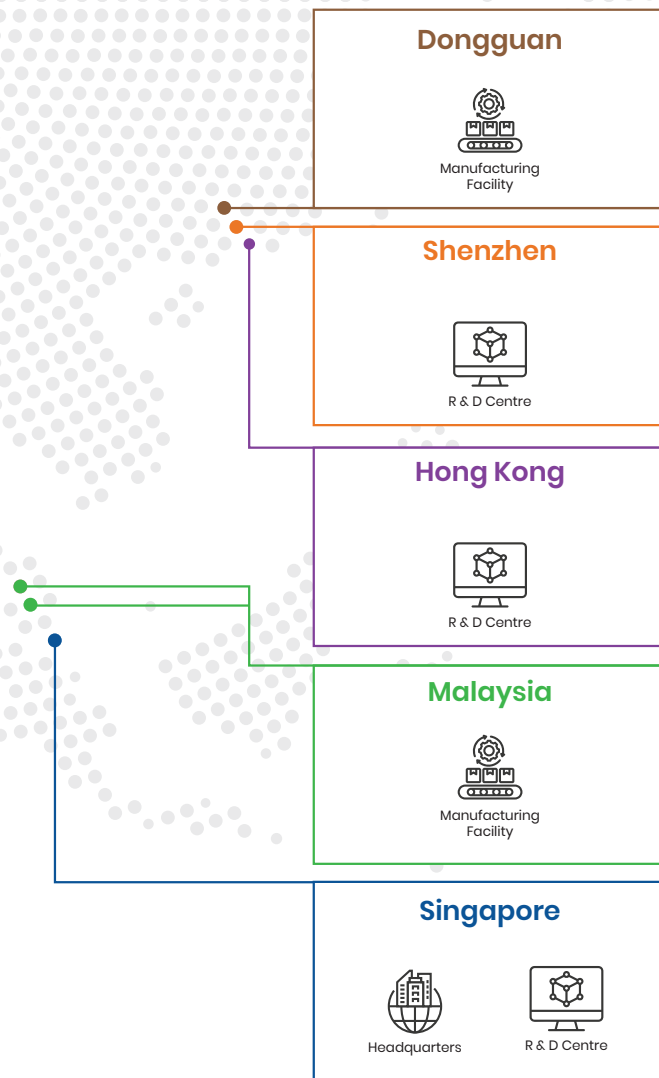 Dongguan
Manufacturing
Facility
Shenzhen
R & D Centre
Hong Kong
R & D Centre
Malaysia
Manufacturing
Facility
Singapore
Headquarters
R & D Centre